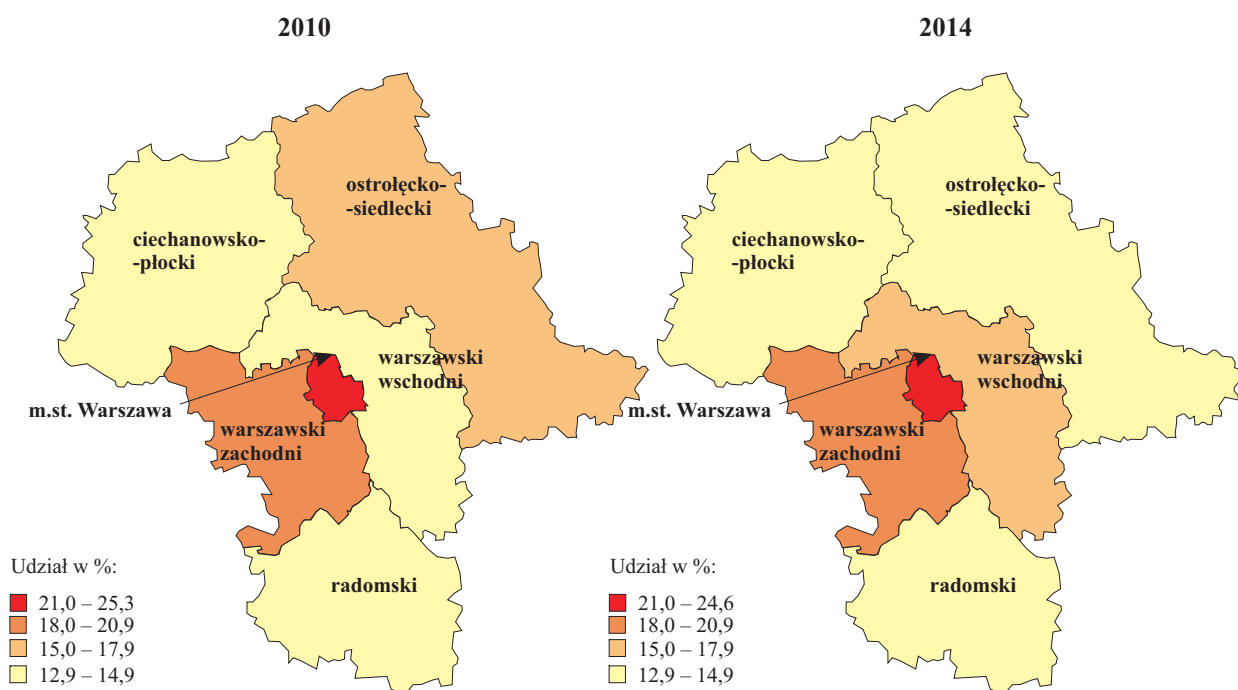 2010
ostrołęcko-
-siedlecki
ciechanowsko-
-płocki
warszawski
wschodni
m.st. Warszawa
warszawski
zachodni
radomski
Udział w %:
21,0 – 25,3
18,0 – 20,9
15,0 – 17,9
12,9 – 14,9
2014
ostrołęcko-
-siedlecki
ciechanowsko-
-płocki
warszawski
wschodni
m.st. Warszawa
warszawski
zachodni
radomski
Udział w %:
21,0 – 24,6
18,0 – 20,9
15,0 – 17,9
12,9 – 14,9